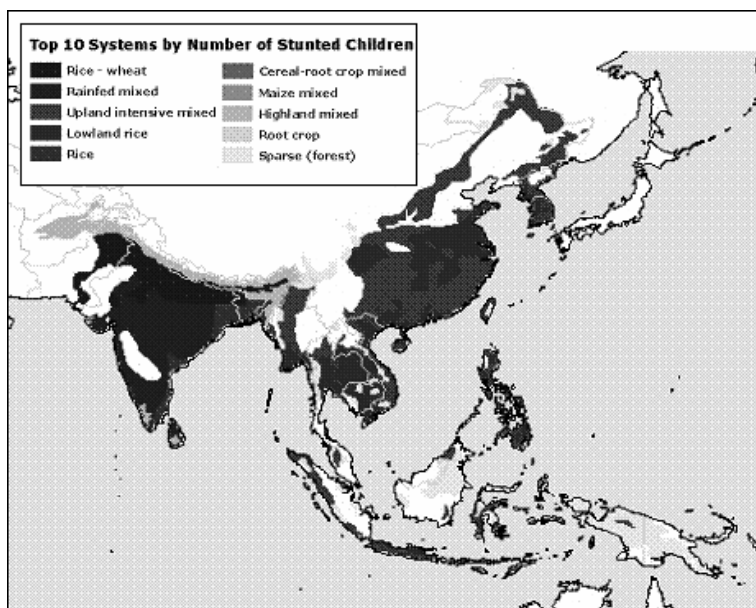 Top 10 Systems by Number of Stunted Children
Rice - wheat
Rainfed mixed
Upland intensive mixed
Lowland rice
Rice
Cereal-root crop mixed
Maize mixed
Highland mixed
Root crop
Sparse (forest)